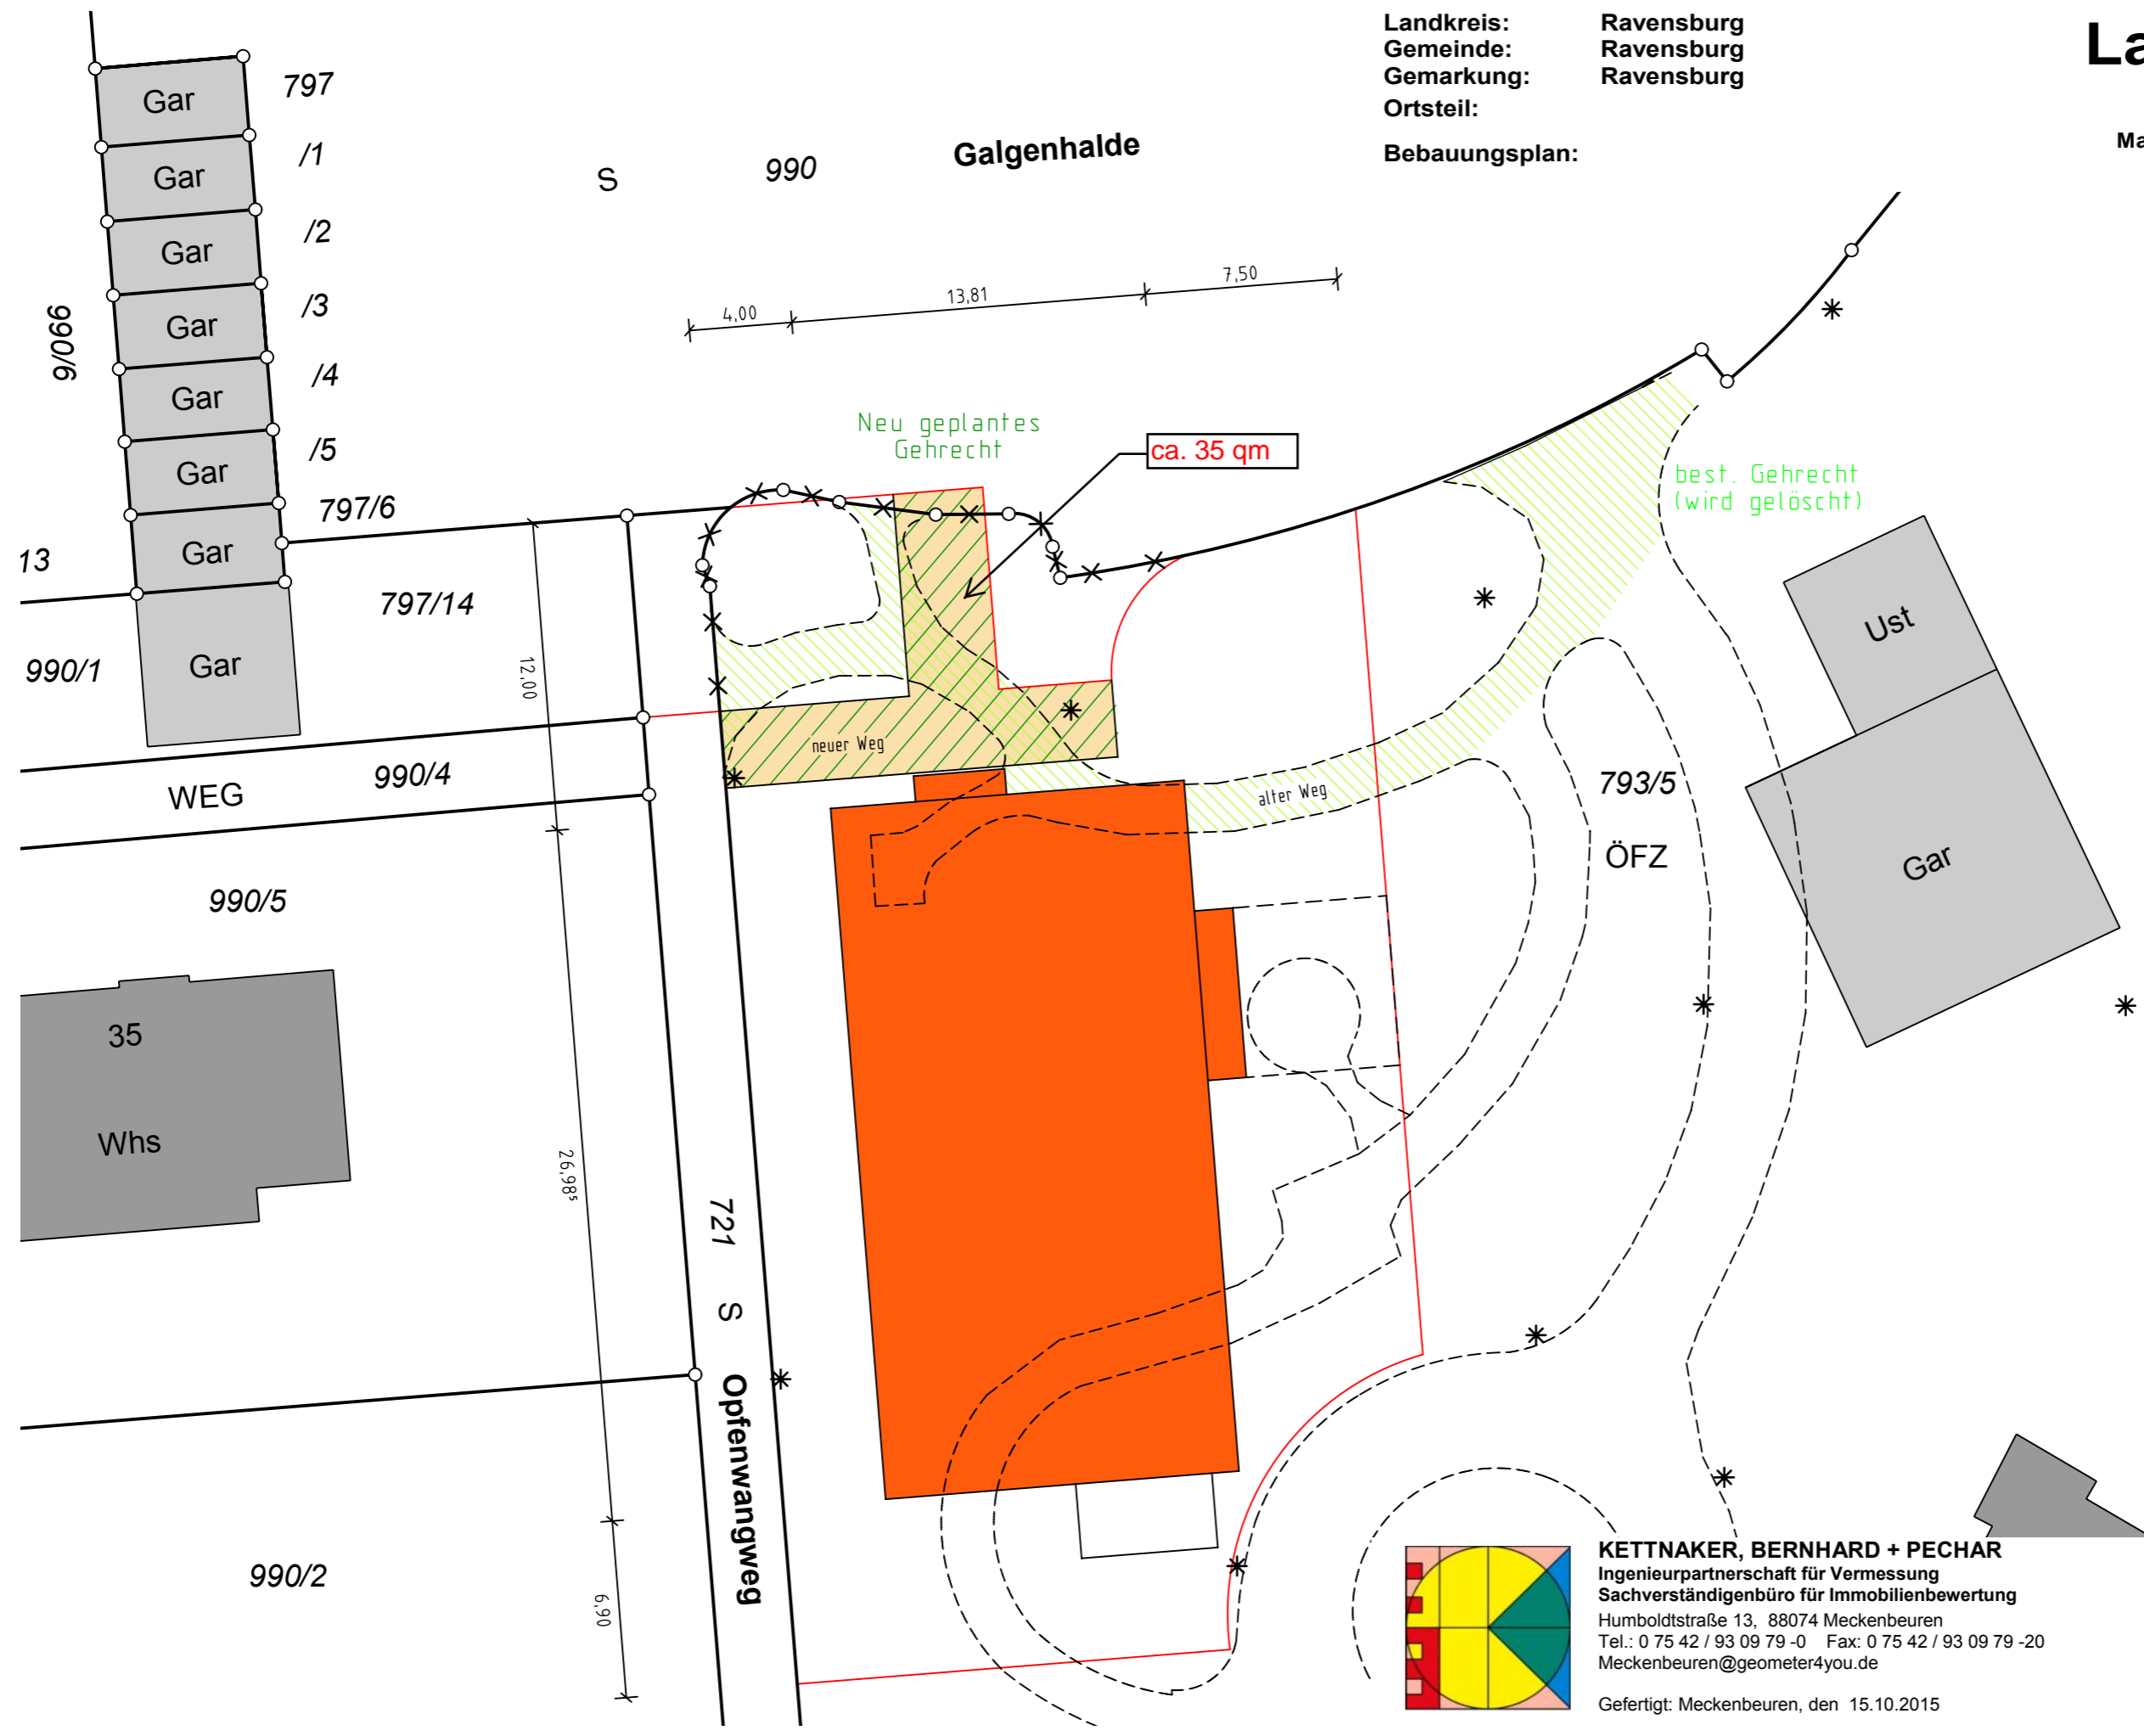 Landkreis: Ravensburg
Gemeinde: Ravensburg
Gemarkung: Ravensburg
Ortsteil:
Bebauungsplan:
La
Ma
Gar
797
Gar
/1
Gar
/2
Gar
/3
Gar
/4
Gar
/5
Gar
797/6
Gar
990/6
13
990/1
S
990
Galgenhalde
4,00
13,81
7,50
Neu geplantes
Gehrecht
ca. 35 qm
best. Gehrecht
(wird gelöscht)
797/14
12,00
neuer Weg
alter Weg
Ust
Gar
793/5
ÖFZ
WEG
990/4
990/5
35
Whs
26,98⁵
721
S
Opfenwangweg
990/2
6,90
KETTNAKER, BERNHARD + PECHAR
Ingenieurpartnerschaft für Vermessung
Sachverständigenbüro für Immobilienbewertung
Humboldtstraße 13, 88074 Meckenbeuren
Tel.: 0 75 42 / 93 09 79 -0 Fax: 0 75 42 / 93 09 79 -20
Meckenbeuren@geometer4you.de
Gefertigt: Meckenbeuren, den 15.10.2015